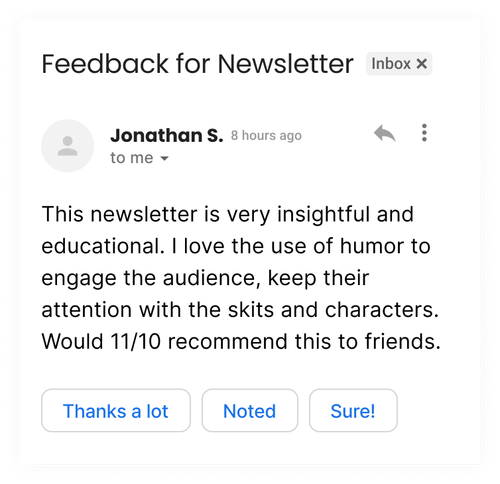 Feedback for Newsletter Inbox ×
Jonathan S. 8 hours ago
to me
This newsletter is very insightful and
educational. I love the use of humor to
engage the audience, keep their
attention with the skits and characters.
Would 11/10 recommend this to friends.
Thanks a lot Noted Sure!